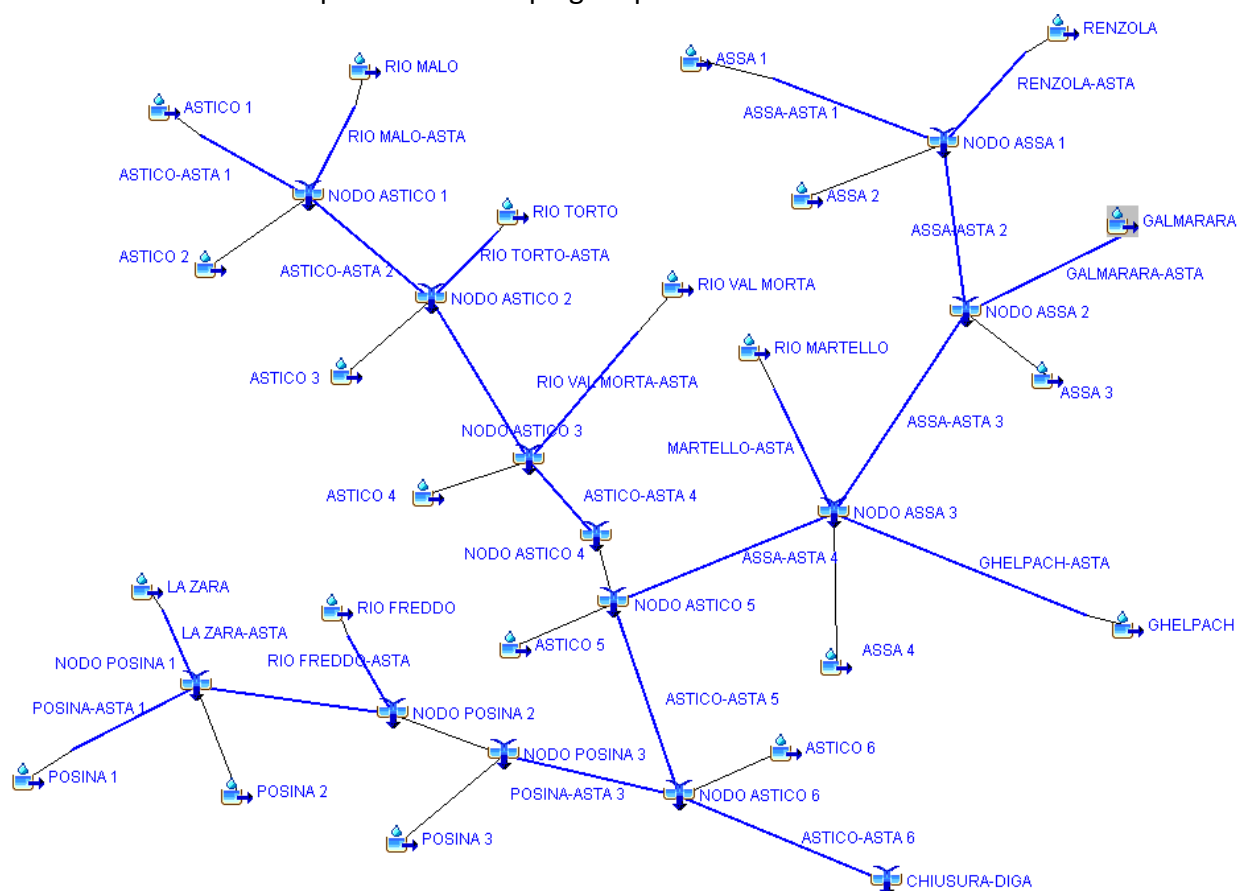 RENZOLA
ASSA 1
RIO MALO
RENZOLA-ASTA
ASTICO 1
ASSA-ASTA 1
RIO MALO-ASTA
NODO ASSA 1
ASTICO-ASTA 1
NODO ASTICO 1
ASSA 2
RIO TORTO
GALMARARA
ASSA-ASTA 2
ASTICO 2
RIO TORTO-ASTA
ASTICO-ASTA 2
GALMARARA-ASTA
RIO VAL MORTA
NODO ASTICO 2
NODO ASSA 2
RIO MARTELLO
ASTICO 3
RIO VAL MORTA-ASTA
ASSA 3
ASSA-ASTA 3
NODO ASTICO 3
MARTELLO-ASTA
ASTICO 4
ASTICO-ASTA 4
NODO ASSA 3
NODO ASTICO 4
ASSA-ASTA 4
GHELPACH-ASTA
LA ZARA
NODO ASTICO 5
RIO FREDDO
GHELPACH
LA ZARA-ASTA
ASTICO 5
ASSA 4
NODO POSINA 1
RIO FREDDO-ASTA
ASTICO-ASTA 5
POSINA-ASTA 1
NODO POSINA 2
ASTICO 6
NODO POSINA 3
POSINA 1
POSINA 2
POSINA-ASTA 3
NODO ASTICO 6
POSINA 3
ASTICO-ASTA 6
CHIUSURA-DIGA